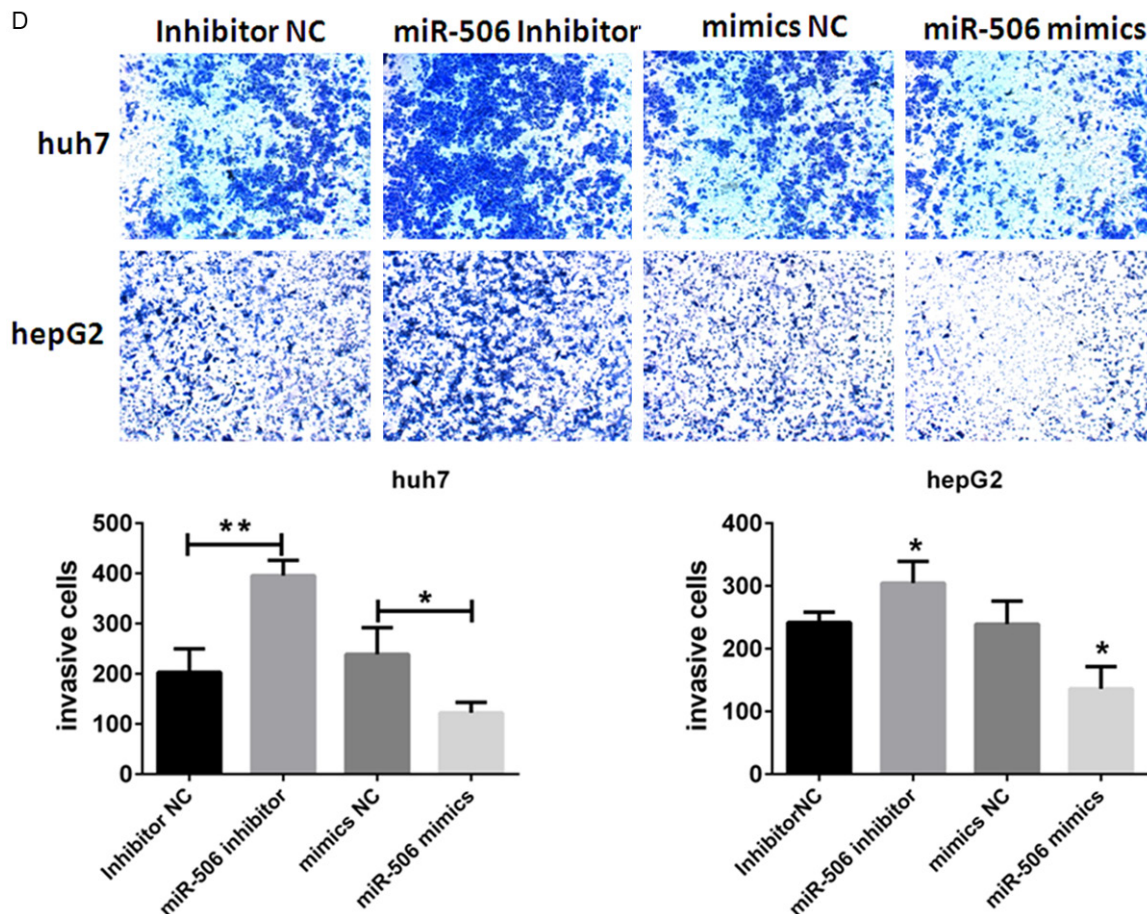 D
Inhibitor NC miR-506 Inhibitor mimics NC miR-506 mimics
huh7
hepG2
huh7
invasive cells
500
400
300
200
100
0
**
*
Inhibitor NC
miR-506 inhibitor
mimics NC
miR-506 mimics
hepG2
invasive cells
400
300
200
100
0
*
*
InhibitorNC
miR-506 inhibitor
mimics NC
miR-506 mimics